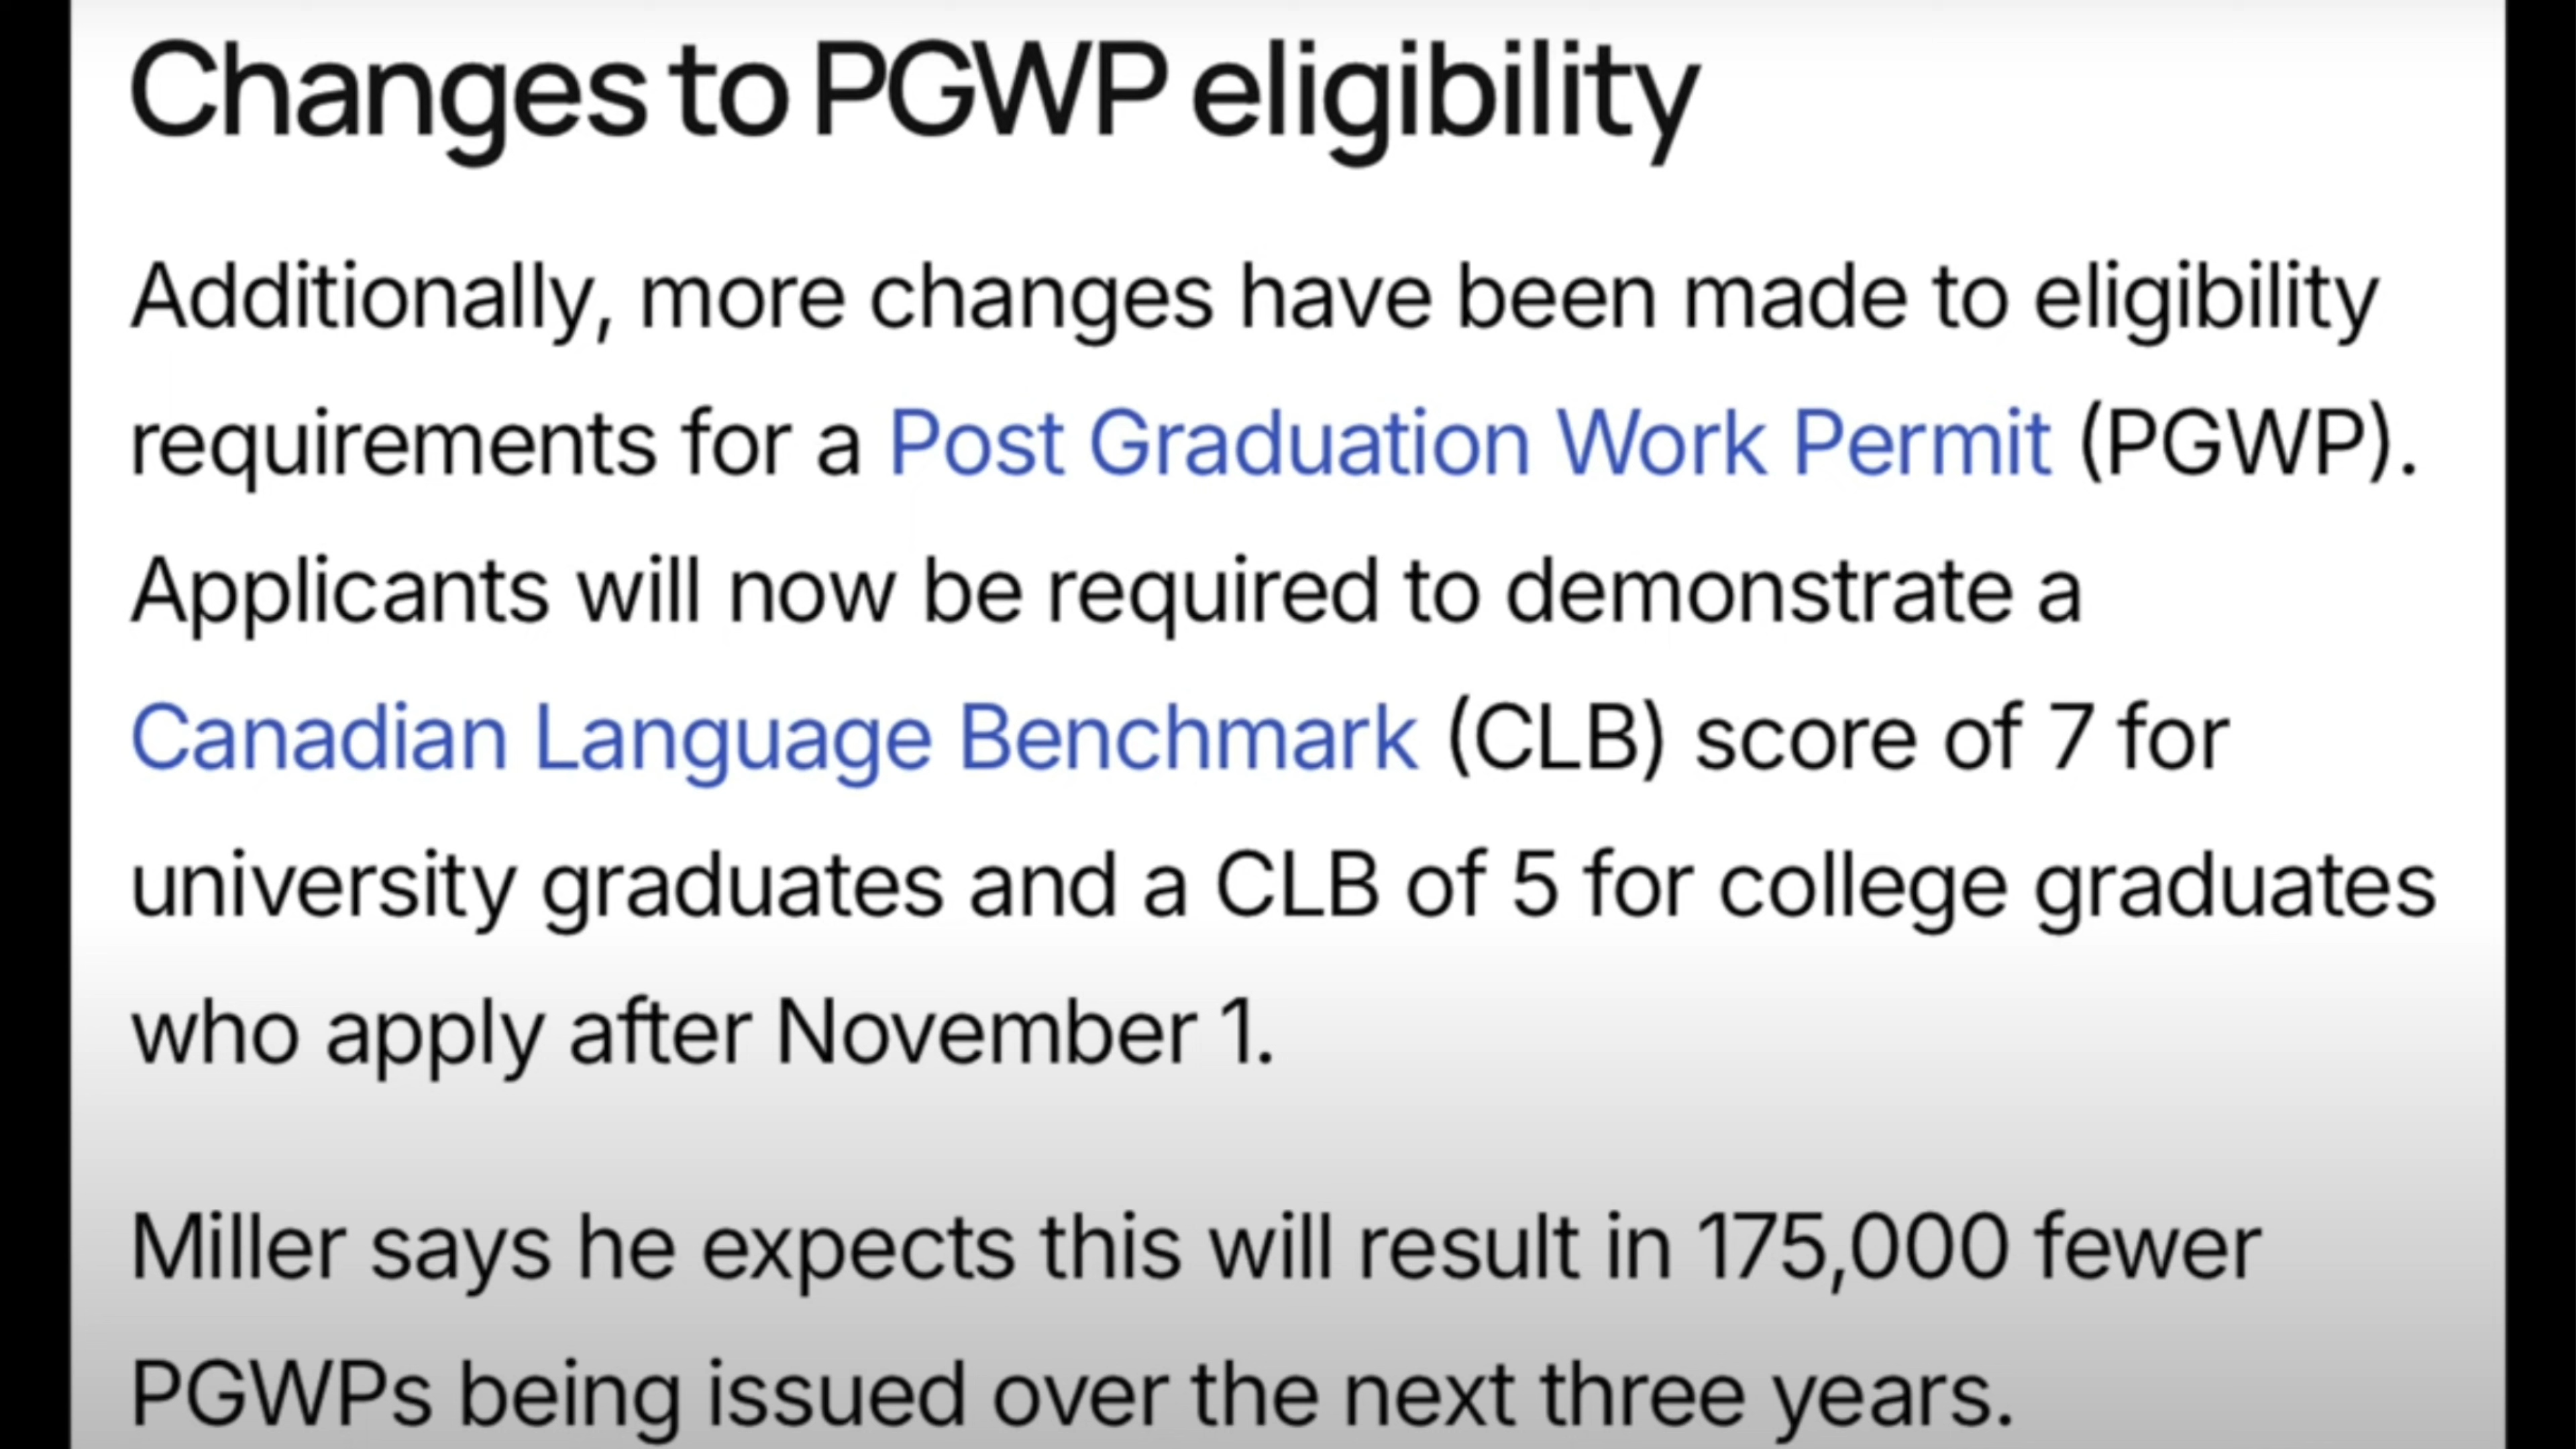 Changes to PGWP eligibility
Additionally, more changes have been made to eligibility
requirements for a Post Graduation Work Permit (PGWP).
Applicants will now be required to demonstrate a
Canadian Language Benchmark (CLB) score of 7 for
university graduates and a CLB of 5 for college graduates
who apply after November 1.
Miller says he expects this will result in 175,000 fewer
PGWPs being issued over the next three years.